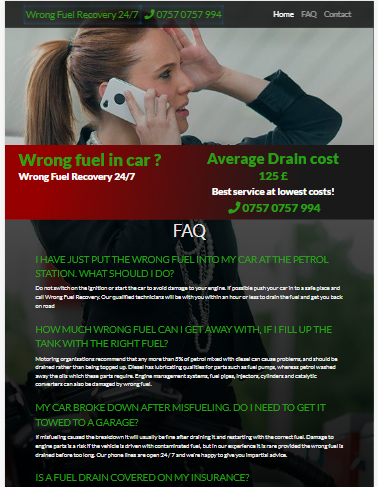 Wrong Fuel Recovery 24/7 0757 0757 994 Home FAQ Contact
Wrong fuel in car ?
Wrong Fuel Recovery 24/7
Average Drain cost
125 £
Best service at lowest costs!
0757 0757 994
FAQ
I HAVE JUST PUT THE WRONG FUEL INTO MY CAR AT THE PETROL
STATION. WHAT SHOULD I DO?
Do not switch on the ignition or start the car to avoid damage to your engine. If possible push your car in to a safe place and
call Wrong Fuel Recovery. Our qualified technicians will be with you within an hour or less to drain the fuel and get you back
on road
HOW MUCH WRONG FUEL CAN I GET AWAY WITH, IF I FILL UP THE
TANK WITH THE RIGHT FUEL?
Motoring organisations recommend that any more than 5% of petrol mixed with diesel can cause problems, and should be
drained rather than being topped up. Diesel has lubricating qualities for parts such as fuel pumps, whereas petrol washed
away the oils which these parts require. Engine management systems, fuel pipes, injectors, cylinders and catalytic
converters can also be damaged by wrong fuel.
MY CAR BROKE DOWN AFTER MISFUELING. DO I NEED TO GET IT
TOWED TO A GARAGE?
If misfueling caused the breakdown it will usually be fine after draining it and restarting with the correct fuel. Damage to
engine parts is a risk if the vehicle is driven with contaminated fuel, but in our experience it is rare provided the wrong fuel is
drained before too long. Our phone lines are open 24/7 and we're happy to give you impartial advice.
IS A FUEL DRAIN COVERED ON MY INSURANCE?